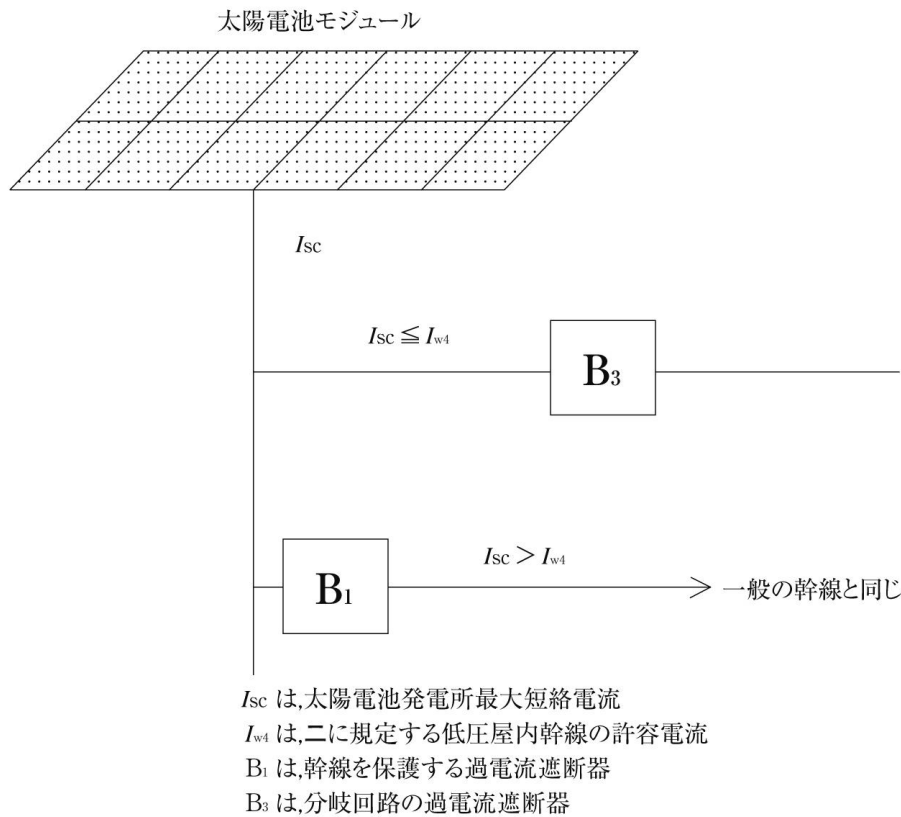 太陽電池モジュール
Isc
Isc ≦ Iw4
B3
Isc > Iw4
B1
一般の幹線と同じ
Isc は,太陽電池発電所最大短絡電流
Iw4 は,ニに規定する低圧屋内幹線の許容電流
B1 は,幹線を保護する過電流遮断器
B3 は,分岐回路の過電流遮断器